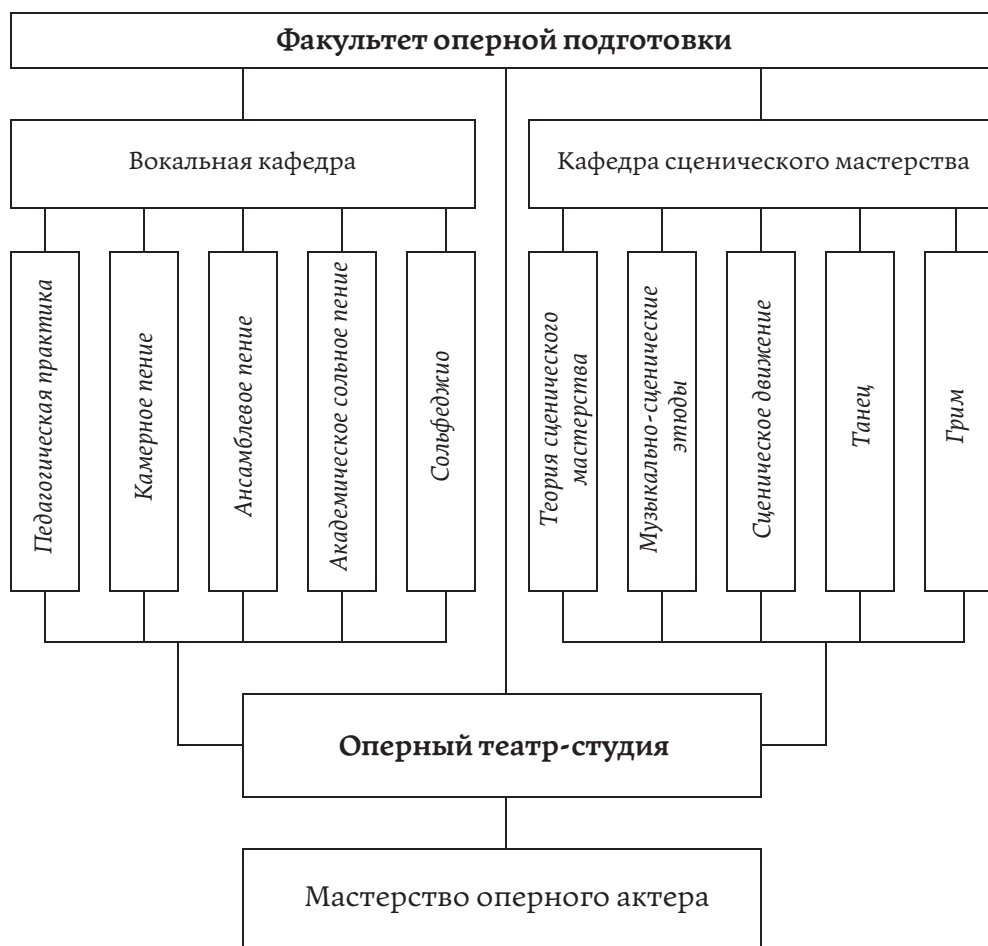 Факультет оперной подготовки
Вокальная кафедра
Кафедра сценического мастерства
Педагогическая практика
Камерное пение
Ансамблевое пение
Академическое сольное пение
Сольфеджио
Теория сценического
мастерства
Музыкально-сценические
этюды
Сценическое движение
Танец
Грим
Оперный театр-студия
Мастерство оперного актера